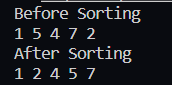 Before Sorting
1 5 4 7 2
After Sorting
1 2 4 5 7